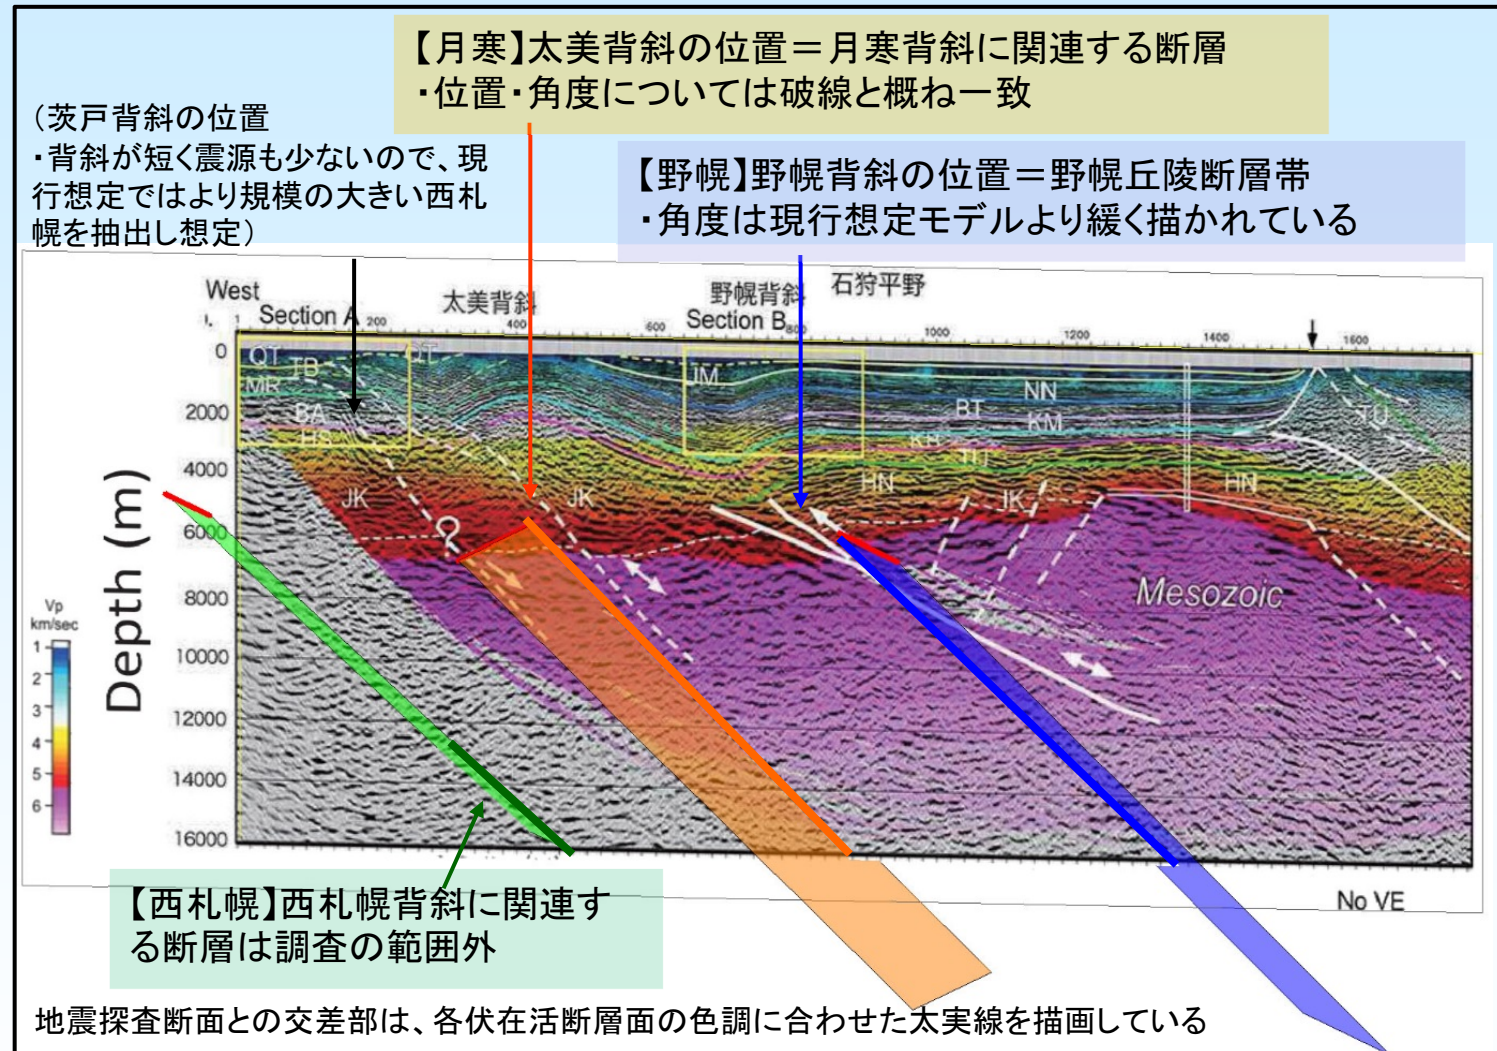 【月寒】太美背斜の位置＝月寒背斜に関連する断層
・位置・角度については破線と概ね一致
（茨戸背斜の位置
・背斜が短く震源も少ないので、現
行想定ではより規模の大きい西札
幌を抽出し想定）
【野幌】野幌背斜の位置＝野幌丘陵断層帯
・角度は現行想定モデルより緩く描かれている
West
太美背斜
野幌背斜
石狩平野
Section A
Section B
1
200
400
600
800
1000
1200
1400
1600
Depth (m)
0
2000
4000
6000
8000
10000
12000
14000
16000
QT
QT
TB
MR
BA
HS
JK
JK
IM
NN
BT
KM
KB
TU
HN
JK
HN
TU
?
Mesozoic
Vp
km/sec
1
2
3
4
5
6
No VE
【西札幌】西札幌背斜に関連す
る断層は調査の範囲外
地震探査断面との交差部は、各伏在活断層面の色調に合わせた太実線を描画している